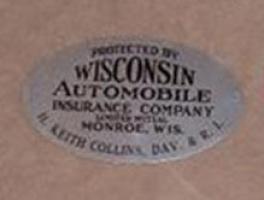 PROTECTED BY
WISCONSIN
AUTOMOBILE
INSURANCE COMPANY
LIMITED MUTUAL
MONROE, WIS.
H. KEITH COLLINS, DAV. & R. I.